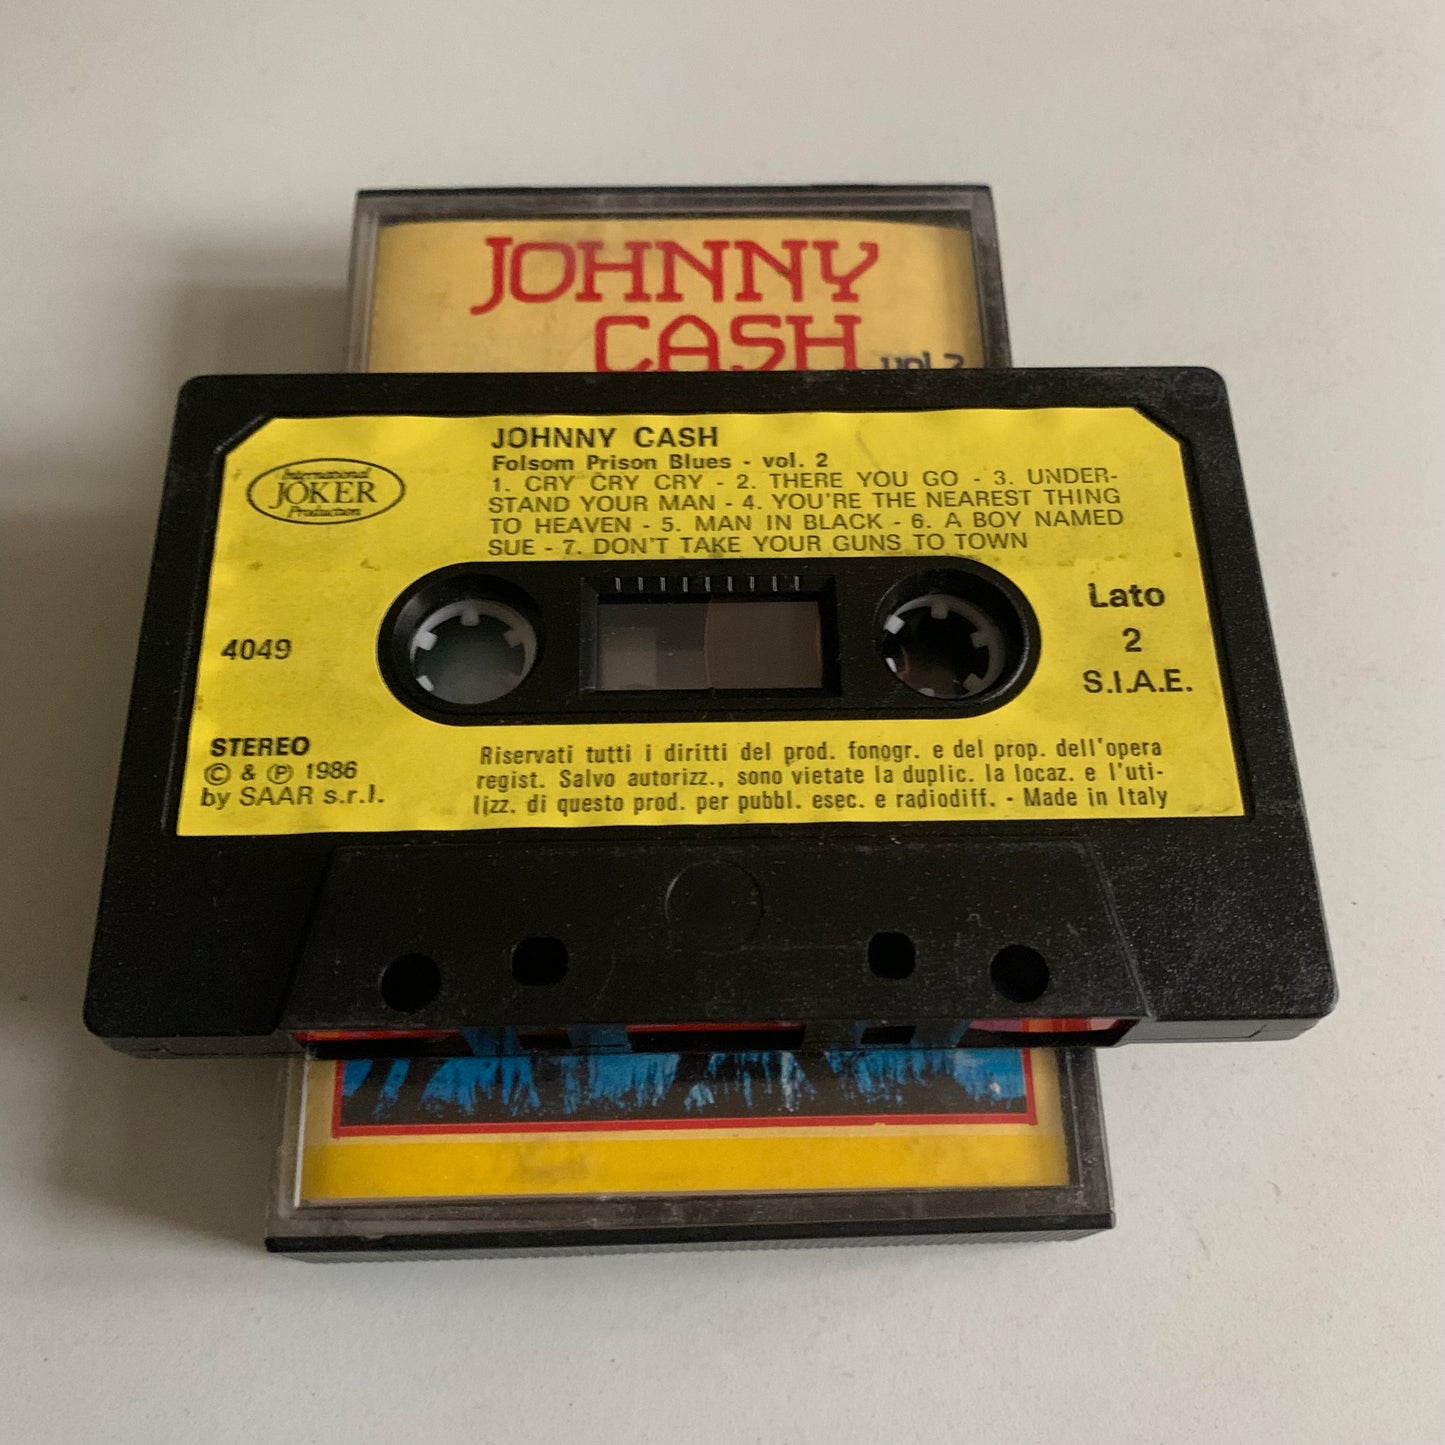 JOHNNY
CASH vol.2
JOHNNY CASH
Folsom Prison Blues - vol. 2
1. CRY CRY CRY - 2. THERE YOU GO - 3. UNDER-
STAND YOUR MAN - 4. YOU'RE THE NEAREST THING
TO HEAVEN - 5. MAN IN BLACK - 6. A BOY NAMED
SUE - 7. DON'T TAKE YOUR GUNS TO TOWN
International
JOKER
Production
4049
Lato
2
S.I.A.E.
STEREO
© & ℗ 1986
by SAAR s.r.l.
Riservati tutti i diritti del prod. fonogr. e del prop. dell'opera
regist. Salvo autorizz., sono vietate la duplic. la locaz. e l'uti-
lizz. di questo prod. per pubbl. esec. e radiodiff. - Made in Italy